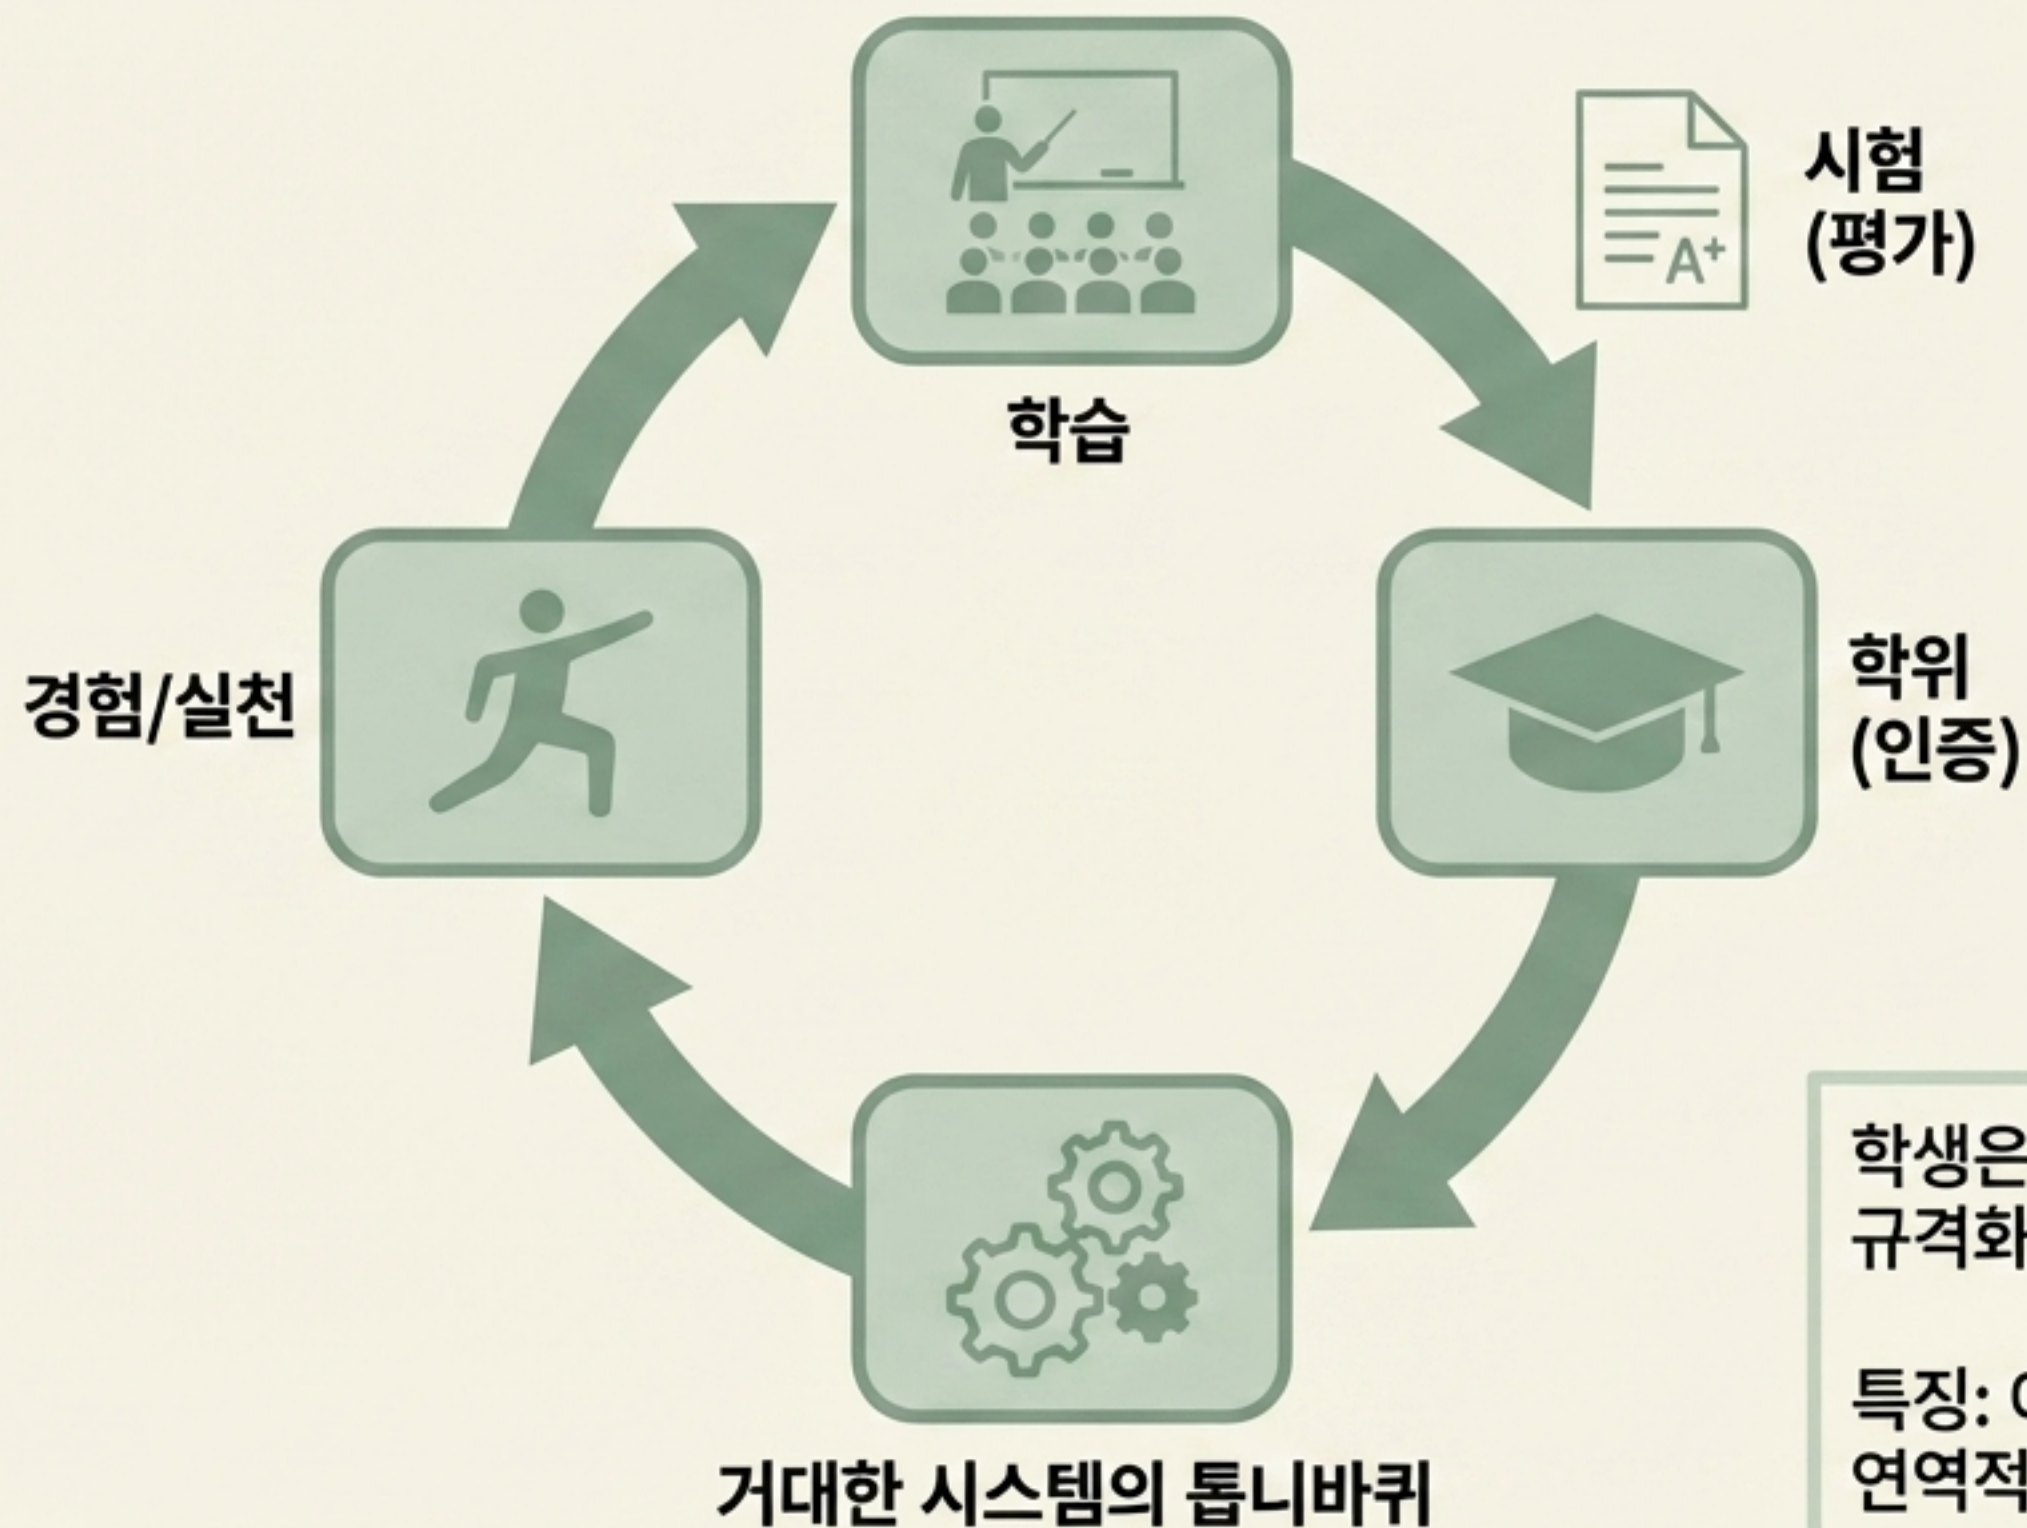 시험
(평가)
A+
학습
경험/실천
학위
(인증)
학생은
규격화
특징:
연역적
거대한 시스템의 톱니바퀴